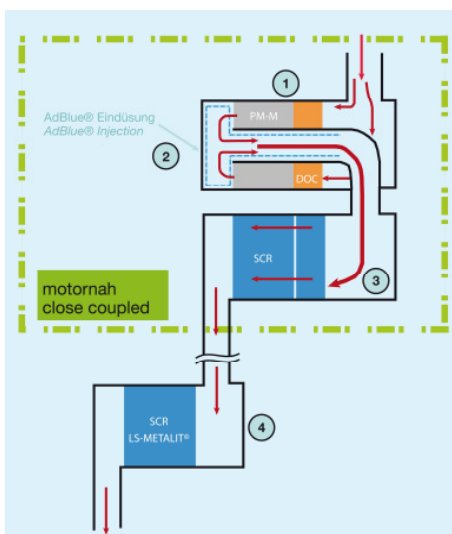 1
PM-M
AdBlue® Eindüsung
AdBlue® Injection
2
DOC
SCR
3
motornah
close coupled
SCR
LS-METALIT®
4